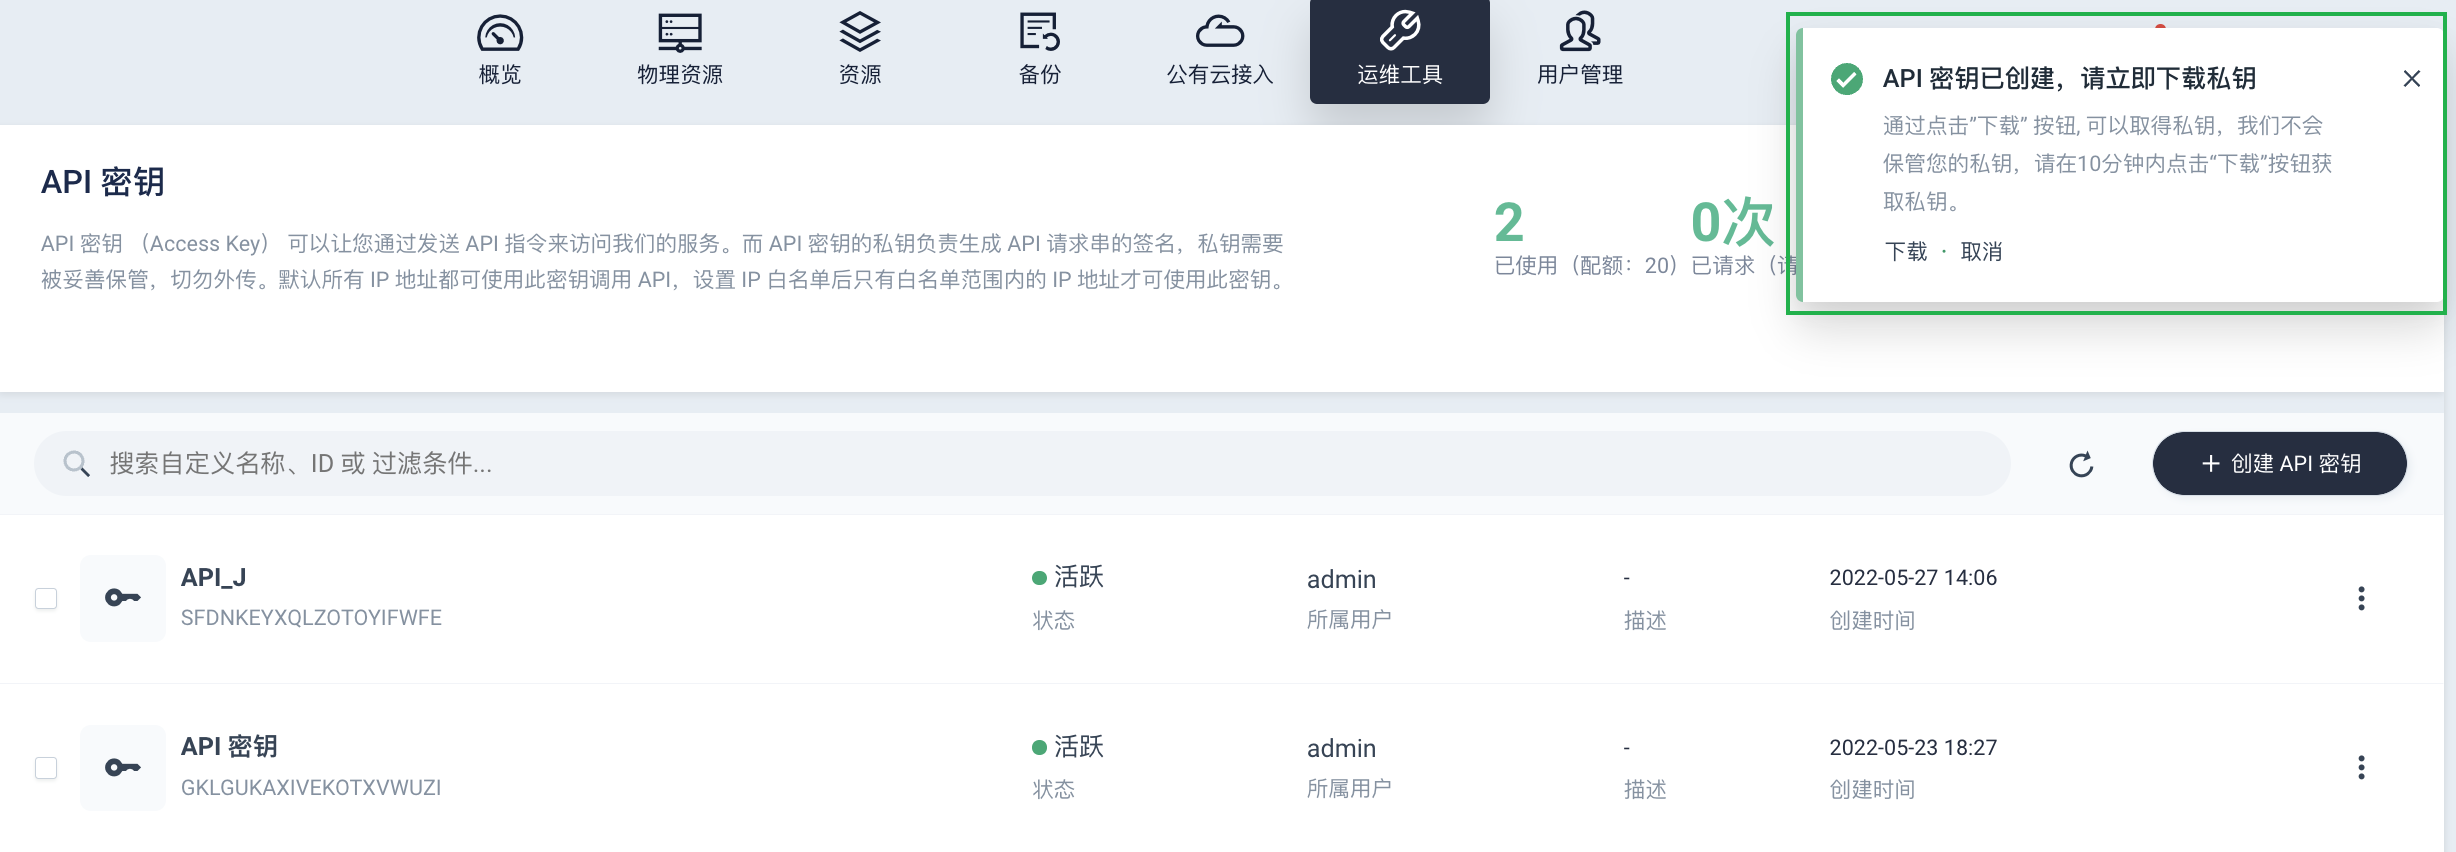 概览
物理资源
资源
备份
公有云接入
运维工具
用户管理
API 密钥已创建，请立即下载私钥
通过点击”下载” 按钮, 可以取得私钥，我们不会
保管您的私钥，请在10分钟内点击“下载”按钮获
取私钥。
下载 · 取消
API 密钥
API 密钥 （Access Key） 可以让您通过发送 API 指令来访问我们的服务。而 API 密钥的私钥负责生成 API 请求串的签名，私钥需要
被妥善保管，切勿外传。默认所有 IP 地址都可使用此密钥调用 API，设置 IP 白名单后只有白名单范围内的 IP 地址才可使用此密钥。
2
已使用（配额：20）
0次
已请求（请
搜索自定义名称、ID 或 过滤条件...
+ 创建 API 密钥
API_J
SFDNKEYXQLZOTOYIFWFE
活跃
状态
admin
所属用户
-
描述
2022-05-27 14:06
创建时间
API 密钥
GKLGUKAXIVEKOTXVWUZI
活跃
状态
admin
所属用户
-
描述
2022-05-23 18:27
创建时间